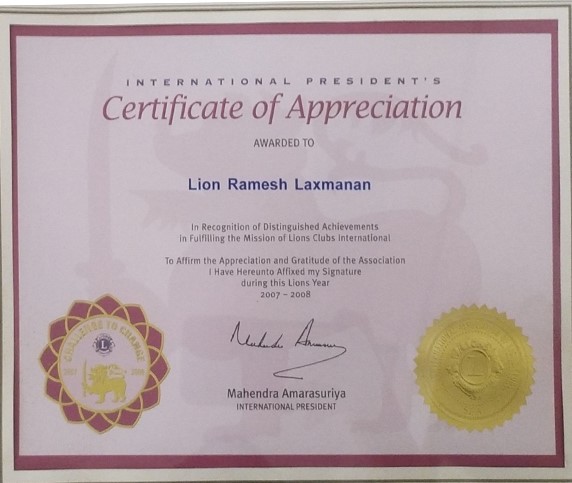 INTERNATIONAL PRESIDENT'S
Certificate of Appreciation
AWARDED TO
Lion Ramesh Laxmanan
In Recognition of Distinguished Achievements
In Fulfilling the Mission of Lions Clubs International
To Affirm the Appreciation and Gratitude of the Association
I Have Hereunto Affixed my Signature
during this Lions Year
2007 – 2008
Mahendra Amarasuriya
INTERNATIONAL PRESIDENT
CHALLENGE TO CHANGE
L